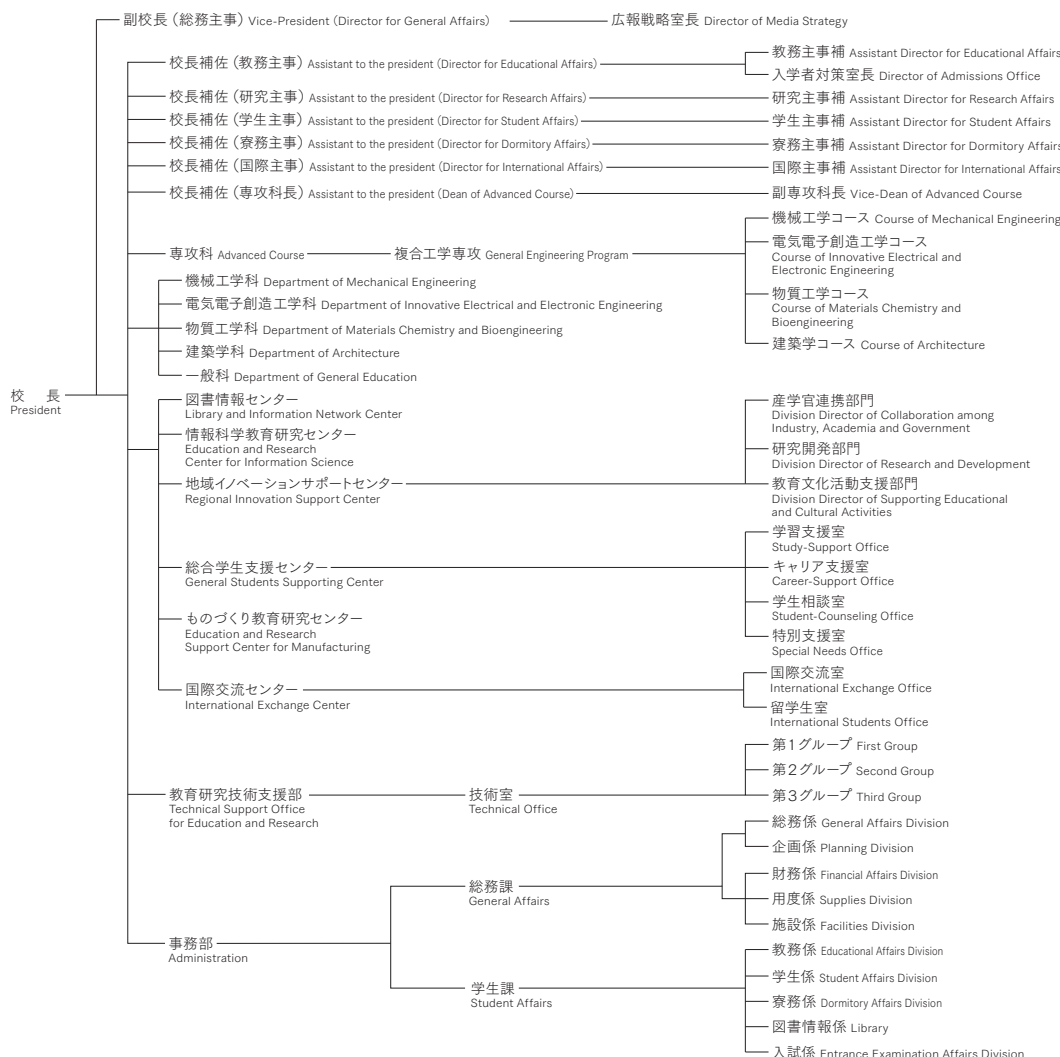 副校長（総務主事）Vice-President (Director for General Affairs)
広報戦略室長 Director of Media Strategy
校長補佐（教務主事）Assistant to the president (Director for Educational Affairs)
教務主事補 Assistant Director for Educational Affairs
入学者対策室長 Director of Admissions Office
校長補佐（研究主事）Assistant to the president (Director for Research Affairs)
研究主事補 Assistant Director for Research Affairs
校長補佐（学生主事）Assistant to the president (Director for Student Affairs)
学生主事補 Assistant Director for Student Affairs
校長補佐（寮務主事）Assistant to the president (Director for Dormitory Affairs)
寮務主事補 Assistant Director for Dormitory Affairs
校長補佐（国際主事）Assistant to the president (Director for International Affairs)
国際主事補 Assistant Director for International Affairs
校長補佐（専攻科長）Assistant to the president (Dean of Advanced Course)
副専攻科長 Vice-Dean of Advanced Course
専攻科 Advanced Course
複合工学専攻 General Engineering Program
機械工学コース Course of Mechanical Engineering
電気電子創造工学コース
Course of Innovative Electrical and
Electronic Engineering
物質工学コース
Course of Materials Chemistry and
Bioengineering
建築学コース Course of Architecture
機械工学科 Department of Mechanical Engineering
電気電子創造工学科 Department of Innovative Electrical and Electronic Engineering
物質工学科 Department of Materials Chemistry and Bioengineering
建築学科 Department of Architecture
一般科 Department of General Education
校　長
President
図書情報センター
Library and Information Network Center
情報科学教育研究センター
Education and Research
Center for Information Science
地域イノベーションサポートセンター
Regional Innovation Support Center
産学官連携部門
Division Director of Collaboration among
Industry, Academia and Government
研究開発部門
Division Director of Research and Development
教育文化活動支援部門
Division Director of Supporting Educational
and Cultural Activities
総合学生支援センター
General Students Supporting Center
学習支援室
Study-Support Office
キャリア支援室
Career-Support Office
学生相談室
Student-Counseling Office
特別支援室
Special Needs Office
ものづくり教育研究センター
Education and Research
Support Center for Manufacturing
国際交流センター
International Exchange Center
国際交流室
International Exchange Office
留学生室
International Students Office
教育研究技術支援部
Technical Support Office
for Education and Research
技術室
Technical Office
第1グループ First Group
第2グループ Second Group
第3グループ Third Group
事務部
Administration
総務課
General Affairs
総務係 General Affairs Division
企画係 Planning Division
財務係 Financial Affairs Division
用度係 Supplies Division
施設係 Facilities Division
学生課
Student Affairs
教務係 Educational Affairs Division
学生係 Student Affairs Division
寮務係 Dormitory Affairs Division
図書情報係 Library
入試係 Entrance Examination Affairs Division